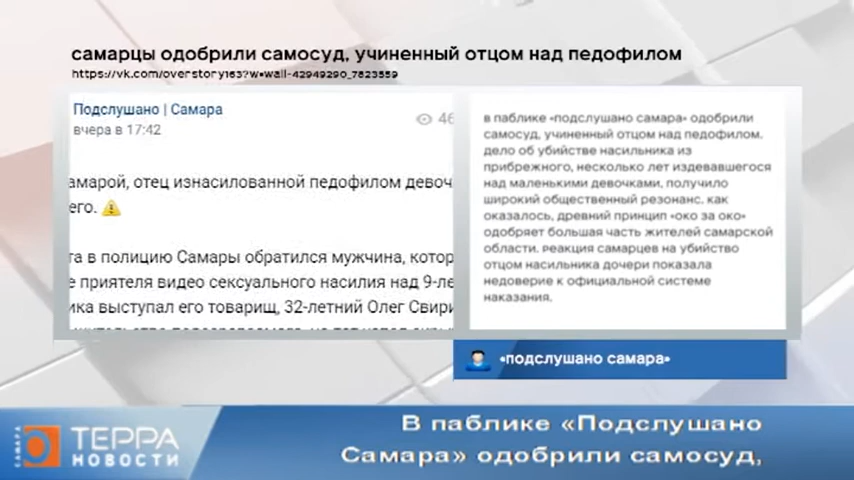 самарцы одобрили самосуд, учиненный отцом над педофилом
https://vk.com/overstory163?w=wall-42949290_7823559
Подслушано | Самара
вчера в 17:42
46
амарой, отец изнасилованной педофилом девоч
его.
та в полицию Самары обратился мужчина, котор
е приятеля видео сексуального насилия над 9-ле
ика выступал его товарищ, 32-летний Олег Свири
в паблике «подслушано самара» одобрили
самосуд, учиненный отцом над педофилом.
дело об убийстве насильника из
прибрежного, несколько лет издевавшегося
над маленькими девочками, получило
широкий общественный резонанс. как
оказалось, древний принцип «око за око»
одобряет большая часть жителей самарской
области. реакция самарцев на убийство
отцом насильника дочери показала
недоверие к официальной системе
наказания.
«подслушано самара»
САМАРА
ТЕРРА
НОВОСТИ
В паблике «Подслушано
Самара» одобрили самосуд,